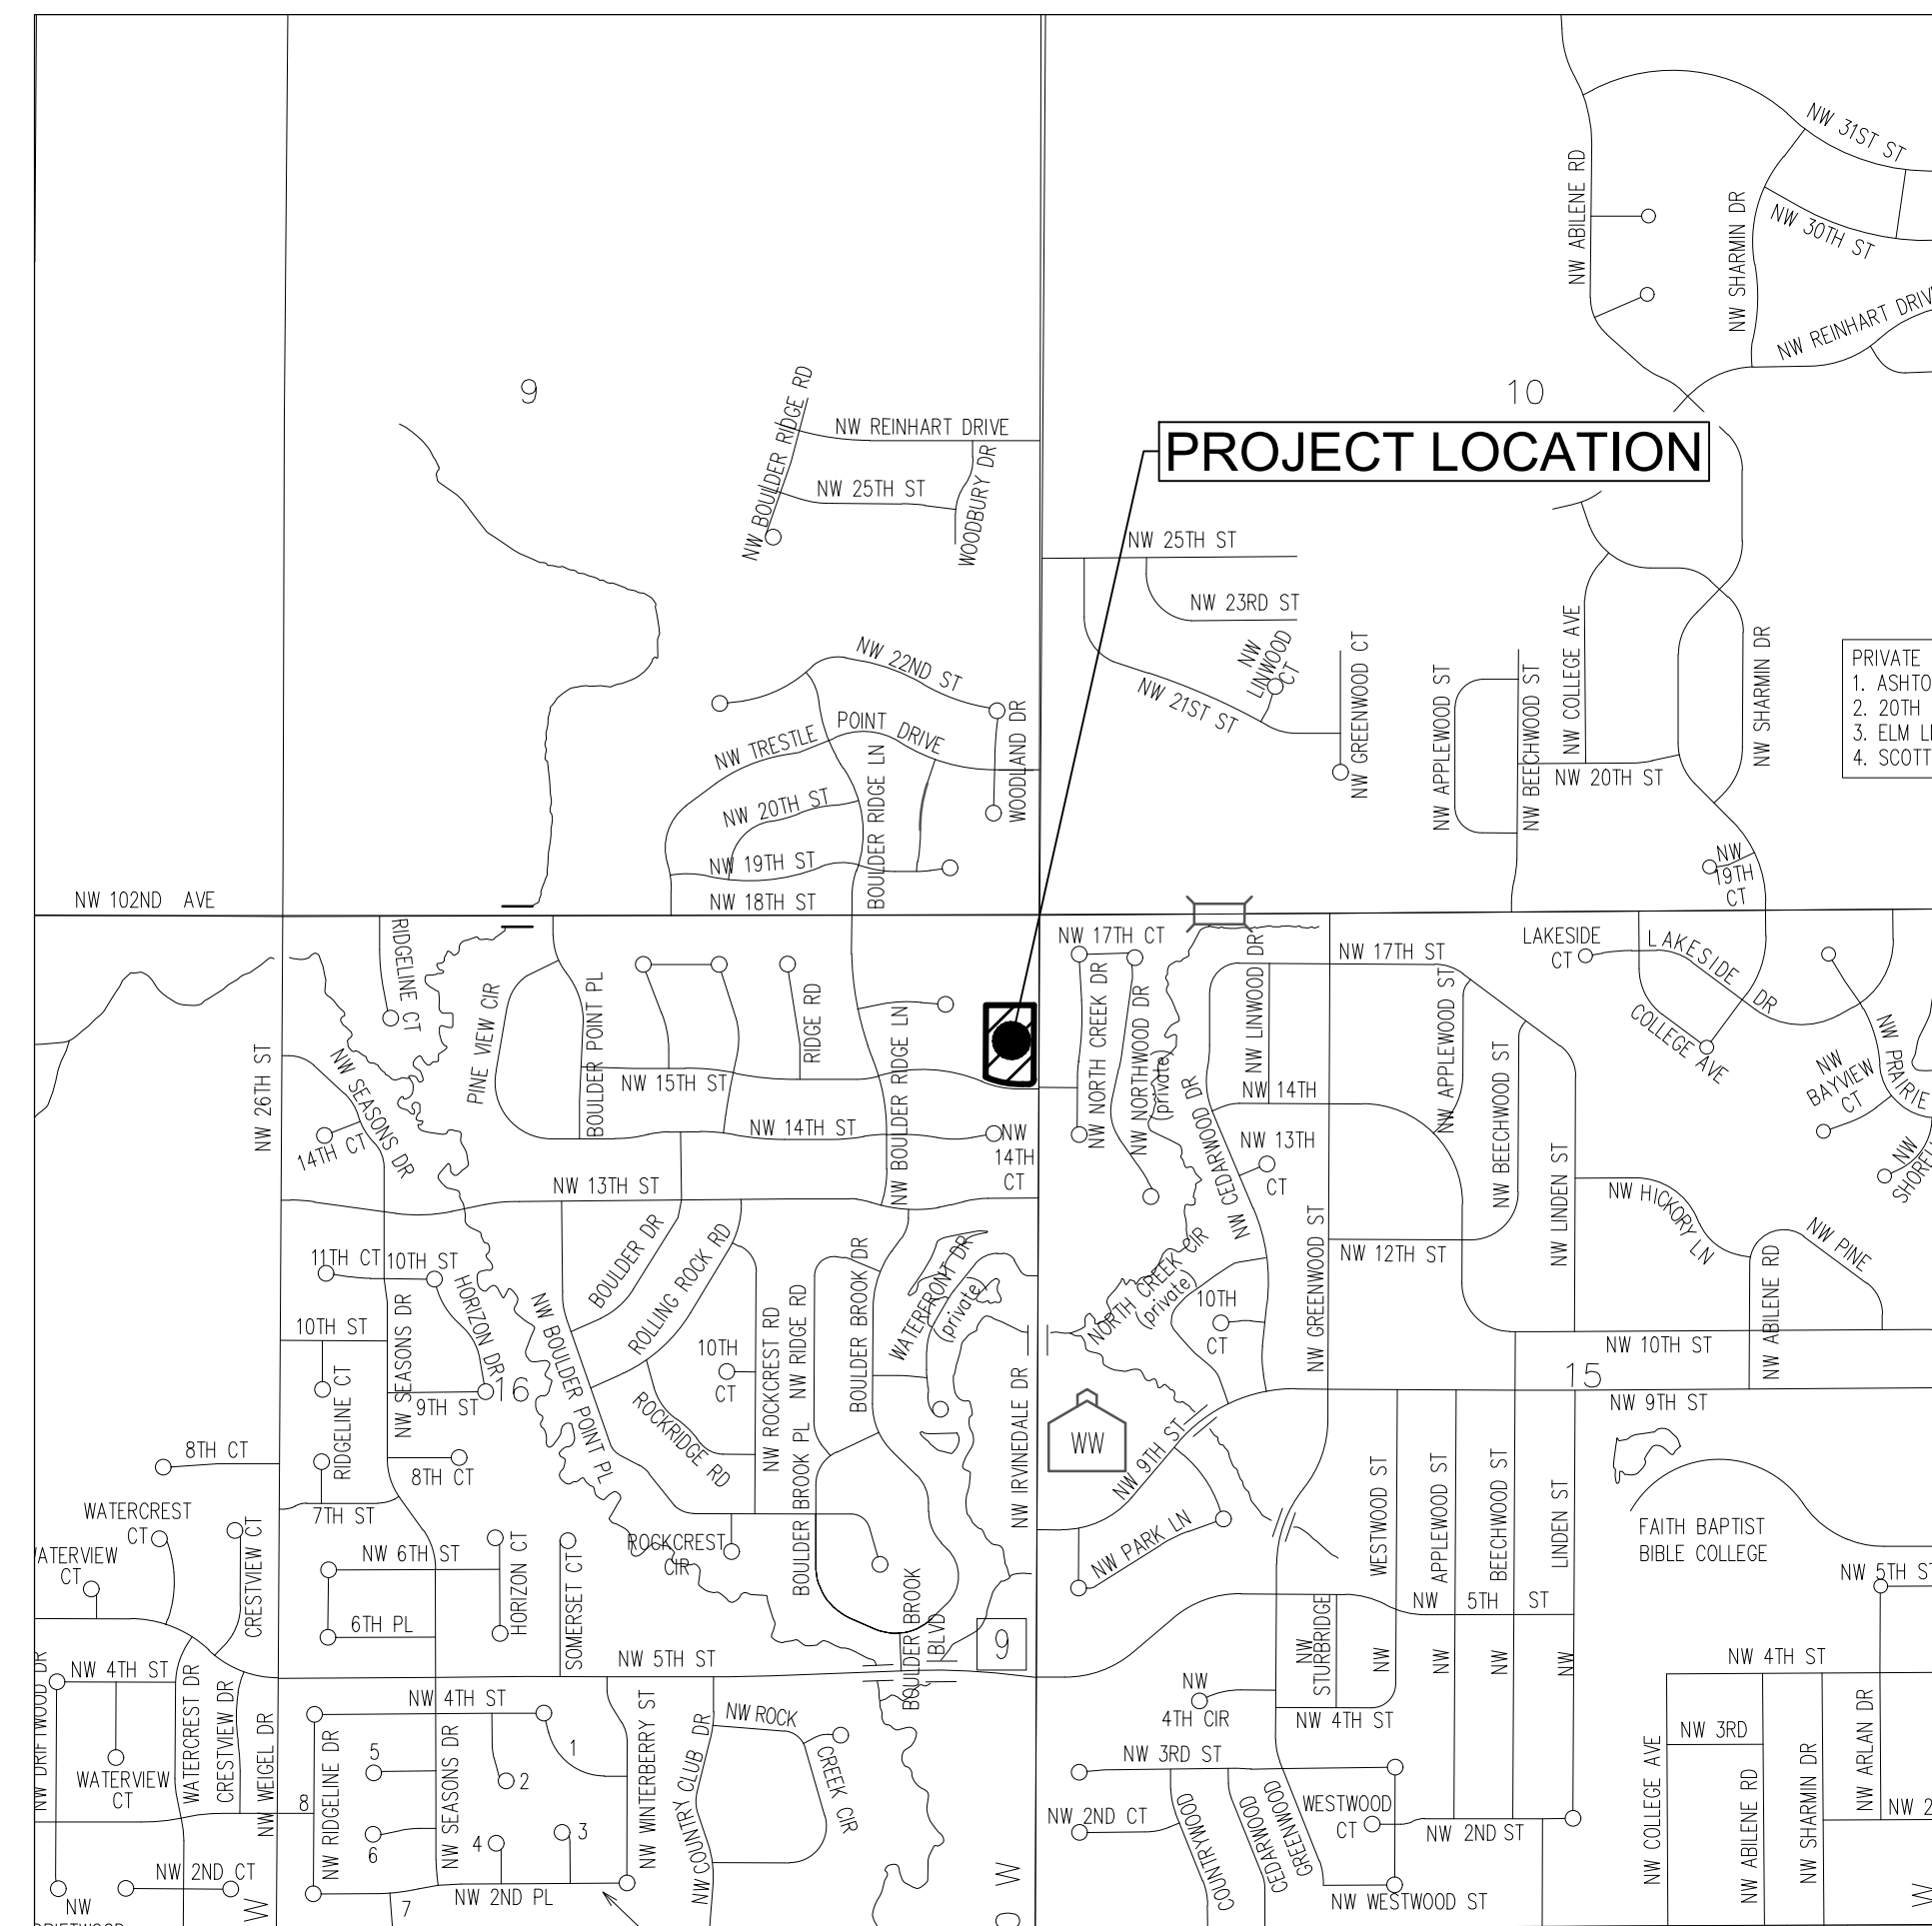 NW 31ST ST
NW ABILENE RD
NW SHARMIN DR
NW 30TH ST
9
10
NW BOULDER RIDGE RD
NW REINHART DRIVE
NW REINHART
PROJECT LOCATION
NW 25TH ST
WOODBURY DR
NW 25TH ST
NW 23RD ST
NW
LINWOOD
CT
NW GREENWOOD CT
NW 21ST ST
NW APPLEWOOD ST
NW BEECHWOOD ST
NW COLLEGE AVE
NW SHARMIN DR
NW 20TH ST
PRIVATE
1.
2. 20TH
3. ELM
4. SCOTT
NW 22ND ST
NW TRESTLE POINT DRIVE
WOODLAND DR
BOULDER RIDGE LN
NW 20TH ST
NW 19TH ST
NW 18TH ST
NW
19TH
CT
NW 102ND AVE
RIDGELINE CT
NW 17TH CT
NW 17TH ST
LAKESIDE
CT
LAKESIDE DR
COLLEGE AVE
PINE VIEW CIR
BOULDER POINT PL
RIDGE RD
NW BOULDER RIDGE LN
NW NORTH CREEK DR
NW NORTHWOOD DR
(private)
NW LINWOOD DR
NW CEDARWOOD DR
NW APPLEWOOD ST
NW BEECHWOOD ST
NW LINDEN ST
NW PRAIRIE
NW
BAYVIEW
CT
NW
NW 26TH ST
NW SEASONS DR
14TH CT
NW 15TH ST
NW 14TH ST
NW
14TH
CT
NW 14TH
NW 13TH
CT
NW 13TH ST
NW HICKORY LN
NW PINE
NW ABILENE RD
NW GREENWOOD ST
NW 12TH ST
11TH CT
10TH ST
HORIZON DR
NW SEASONS DR
10TH ST
RIDGELINE CT
9TH ST
16
8TH CT
8TH CT
7TH ST
BOULDER DR
ROLLING ROCK RD
NW BOULDER POINT PL
ROCKRIDGE RD
10TH
CT
NW ROCKCREST RD
NW RIDGE RD
BOULDER BROOK PL
BOULDER BROOK DR
WATERFRONT DR
(private)
NORTH CREEK CIR
(private)
10TH
CT
NW 10TH ST
15
NW 9TH ST
NW IRVINEDALE DR
WW
NW 9TH ST
NW PARK LN
WESTWOOD ST
APPLEWOOD ST
BEECHWOOD ST
LINDEN ST
FAITH BAPTIST
BIBLE COLLEGE
NW 5TH
WATERCREST
CT
CT
CRESTVIEW CT
NW 6TH ST
6TH PL
HORIZON CT
SOMERSET CT
ROCKCREST
CIR
BOULDER BROOK
BLVD
9
NW 5TH ST
NW 5TH ST
NW
STURBRIDGE
NW
NW
NW
NW
NW 4TH ST
NW DRIFTWOOD DR
WATERVIEW
CT
WATERCREST DR
CRESTVIEW DR
NW WEIGEL DR
NW 4TH ST
NW RIDGELINE DR
NW SEASONS DR
5
6
8
1
2
3
4
7
NW WINTERBERRY ST
NW COUNTRY CLUB DR
NW ROCK
CREEK CIR
NW
4TH CIR
NW 4TH ST
NW 4TH ST
NW 3RD ST
NW 3RD
NW COLLEGE AVE
NW ABILENE RD
NW SHARMIN DR
NW ARLAN DR
NW 2ND CT
COUNTRYWOOD
CEDARWOOD
GREENWOOD
WESTWOOD
CT
NW 2ND ST
NW WESTWOOD ST
NW 2ND CT
NW
NW 2ND PL
W
O W
W